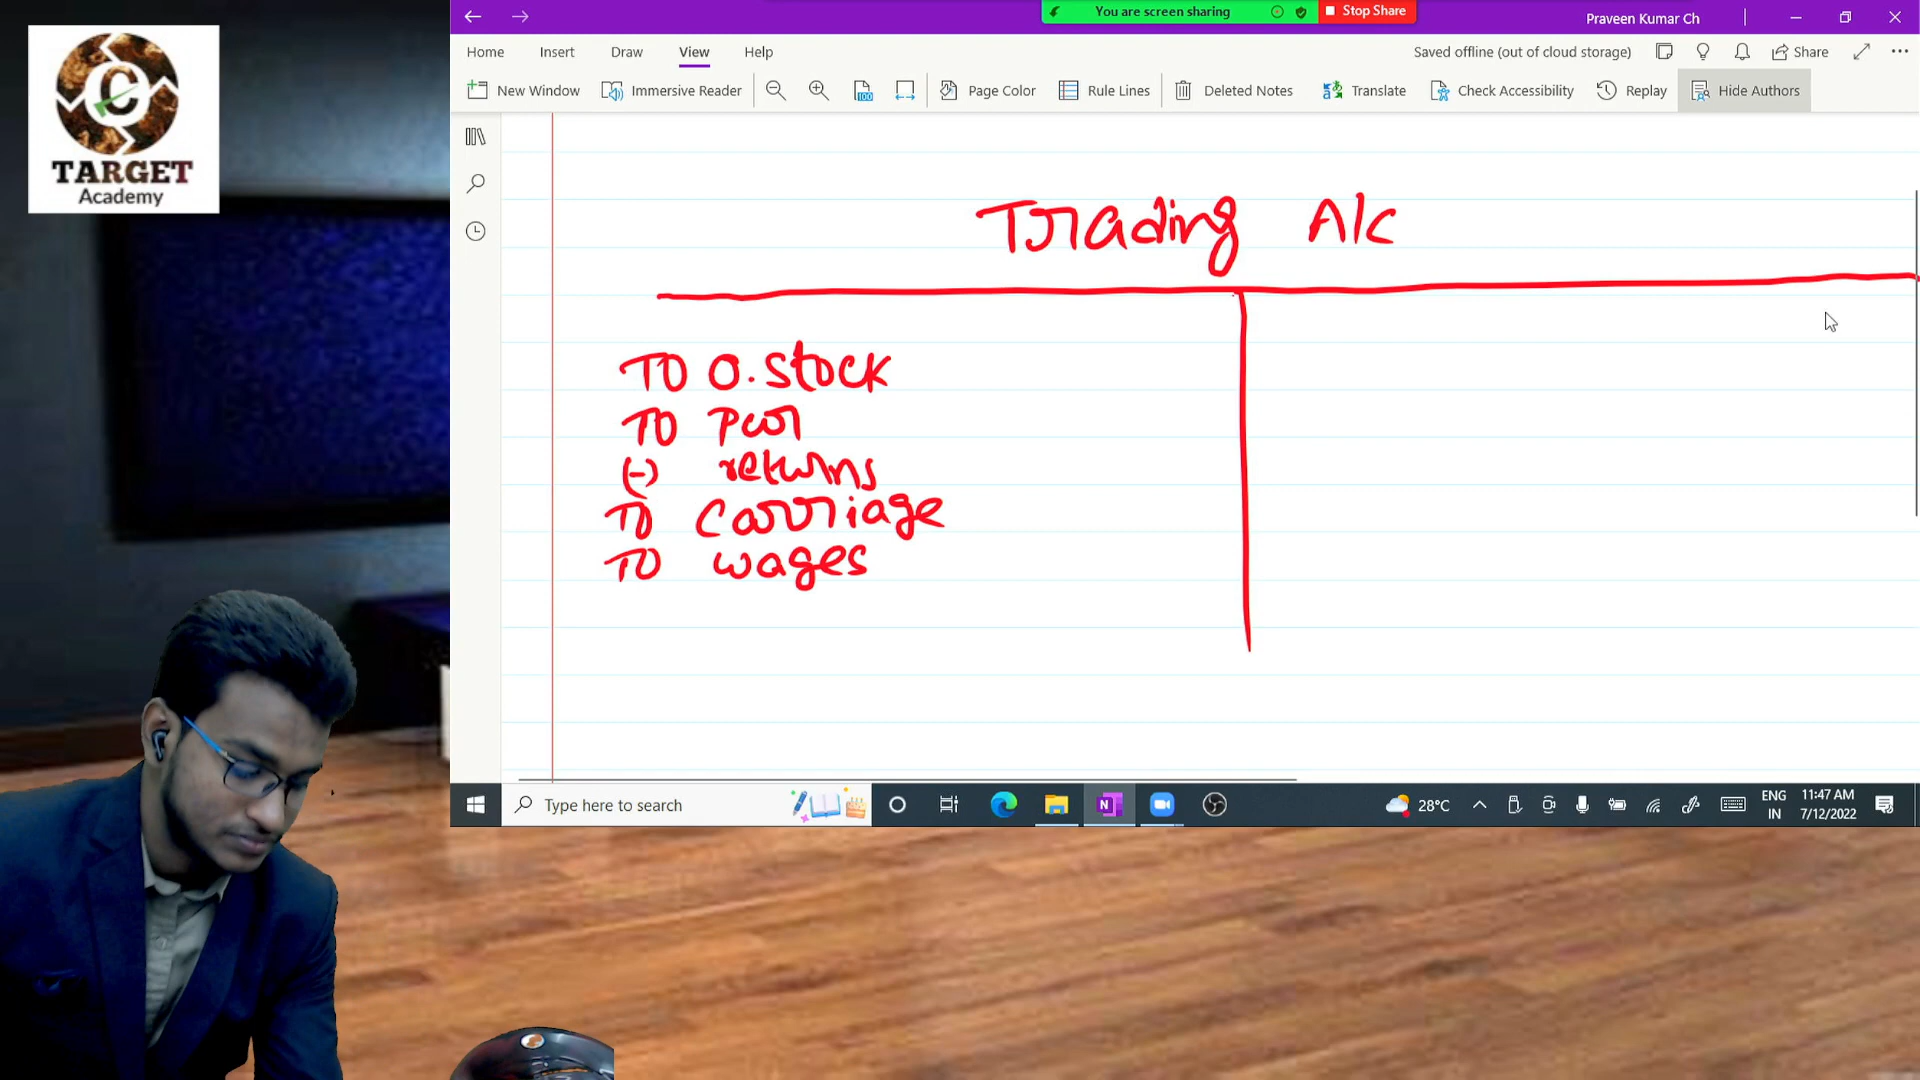 TARGET
Academy
You are screen sharing
Stop Share
Praveen Kumar Ch
Home Insert Draw View Help
Saved offline (out of cloud storage)
Share
New Window Immersive Reader Page Color Rule Lines Deleted Notes Translate Check Accessibility Replay Hide Authors
Trading A/c
To O. Stock
To Pur
(-) returns
To Carriage
To wages
Type here to search
28°C
ENG
IN
11:47 AM
7/12/2022